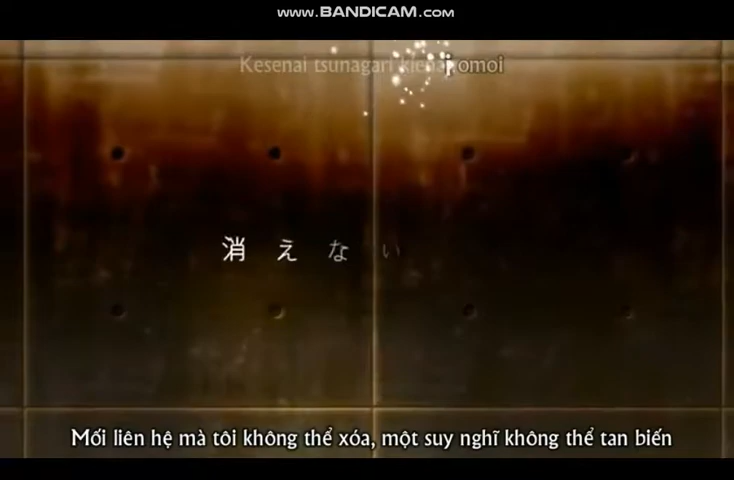 www.BANDICAM.com
Kesenai tsunagari kienai omoi
消えない
Mối liên hệ mà tôi không thể xóa, một suy nghĩ không thể tan biến